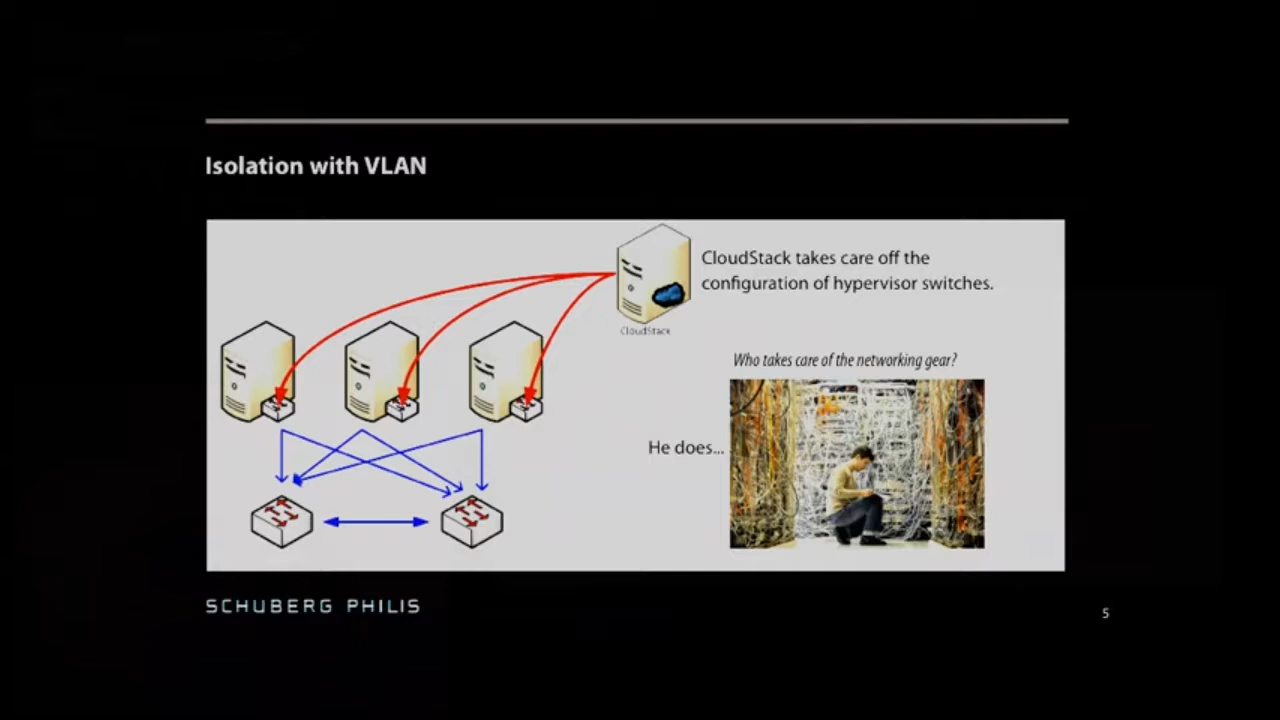 Isolation with VLAN
CloudStack takes care off the
configuration of hypervisor switches.
CloudStack
Who takes care of the networking gear?
He does...
SCHUBERG PHILIS
5